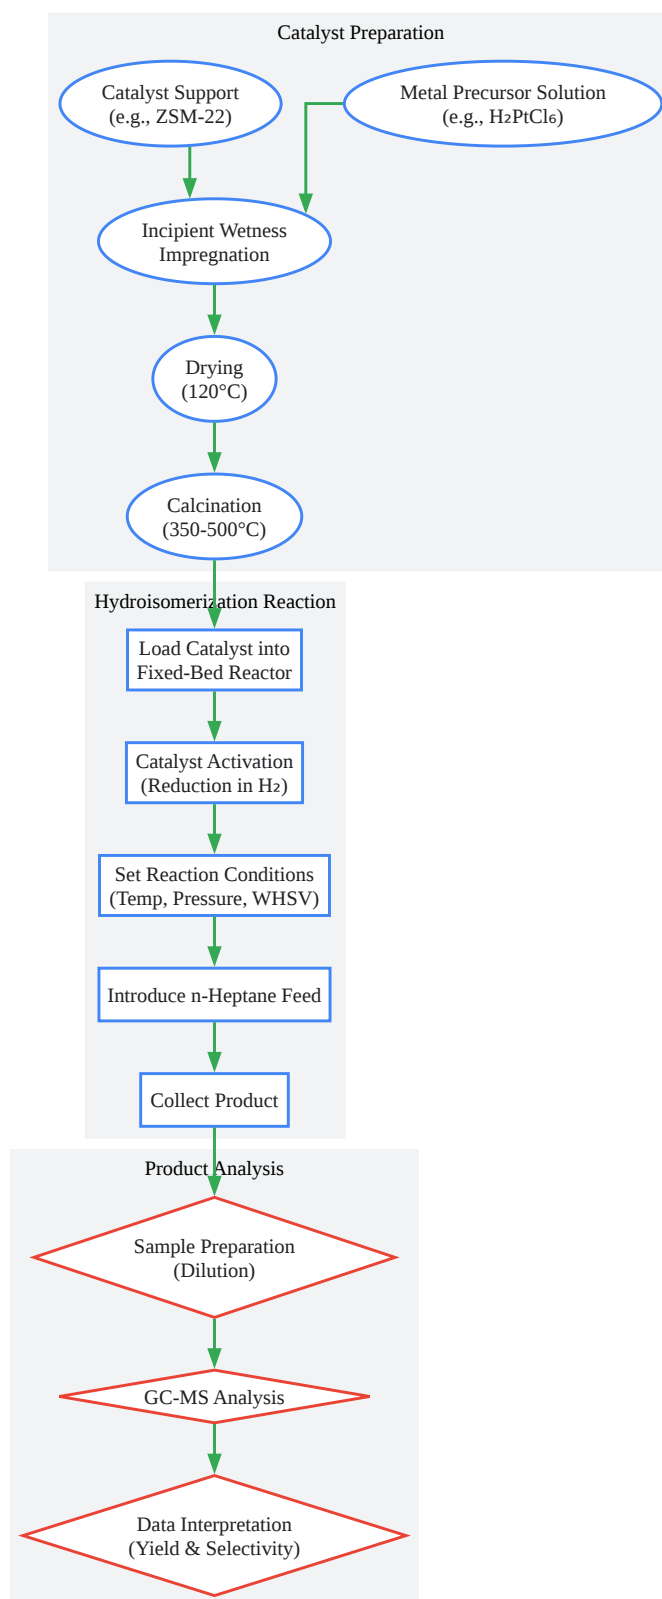 Catalyst Preparation
Catalyst Support
(e.g., ZSM-22)
Metal Precursor Solution
(e.g., H₂PtCl₆)
Incipient Wetness
Impregnation
Drying
(120°C)
Calcination
(350-500°C)
Hydroisomerization Reaction
Load Catalyst into
Fixed-Bed Reactor
Catalyst Activation
(Reduction in H₂)
Set Reaction Conditions
(Temp, Pressure, WHSV)
Introduce n-Heptane Feed
Collect Product
Product Analysis
Sample Preparation
(Dilution)
GC-MS Analysis
Data Interpretation
(Yield & Selectivity)